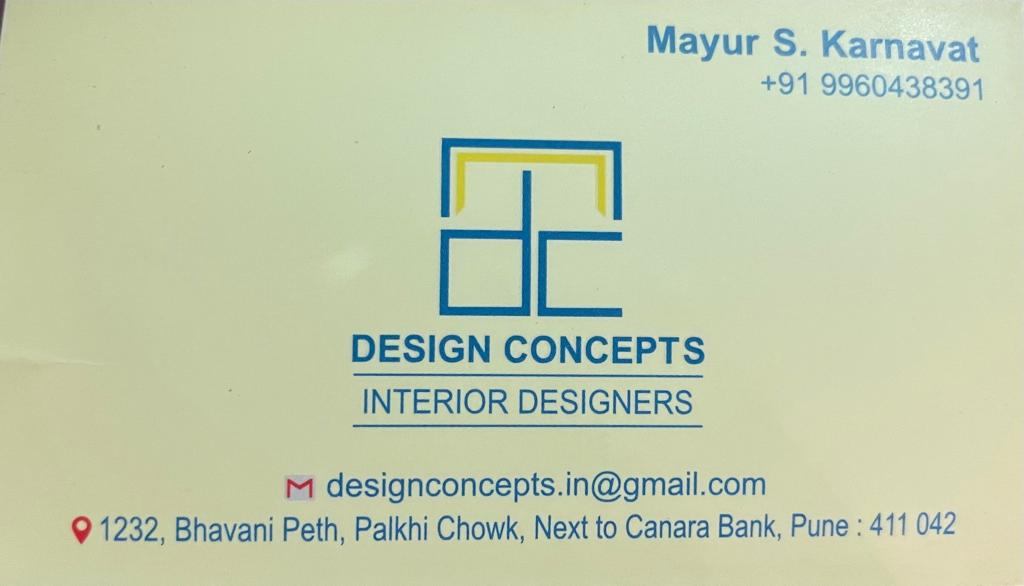 Mayur S. Karnavat
+91 9960438391
dc
DESIGN CONCEPTS
INTERIOR DESIGNERS
designconcepts.in@gmail.com
1232, Bhavani Peth, Palkhi Chowk, Next to Canara Bank, Pune : 411 042